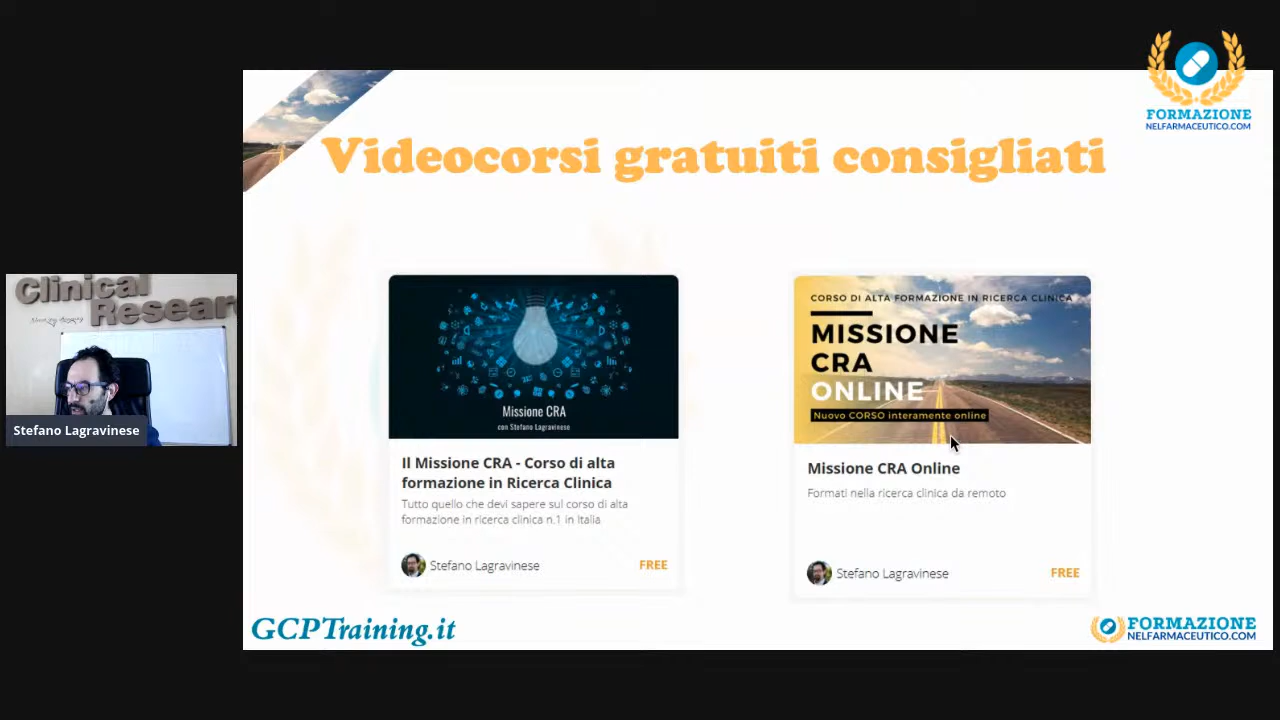 FORMAZIONE
NELFARMACEUTICO.COM
Videocorsi gratuiti consigliati
Clinical
Research
Stefano Lagravinese
Missione CRA
con Stefano Lagravinese
Il Missione CRA - Corso di alta
formazione in Ricerca Clinica
Tutto quello che devi sapere sul corso di alta
formazione in ricerca clinica n.1 in Italia
Stefano Lagravinese
FREE
CORSO DI ALTA FORMAZIONE IN RICERCA CLINICA
MISSIONE
CRA
ONLINE
Nuovo CORSO interamente online
Missione CRA Online
Formati nella ricerca clinica da remoto
Stefano Lagravinese
FREE
GCPTraining.it
FORMAZIONE
NELFARMACEUTICO.COM